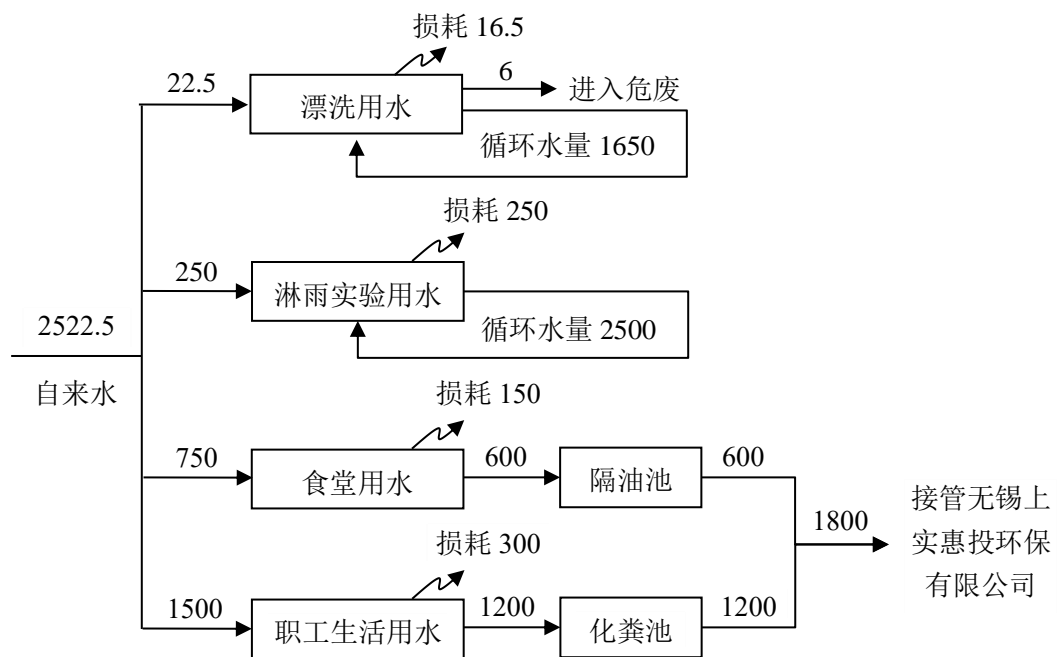 损耗 16.5
22.5
漂洗用水
6
进入危废
循环水量 1650
损耗 250
250
淋雨实验用水
循环水量 2500
2522.5
自来水
损耗 150
750
食堂用水
600
隔油池
600
损耗 300
1500
职工生活用水
1200
化粪池
1200
1800
接管无锡上
实惠投环保
有限公司